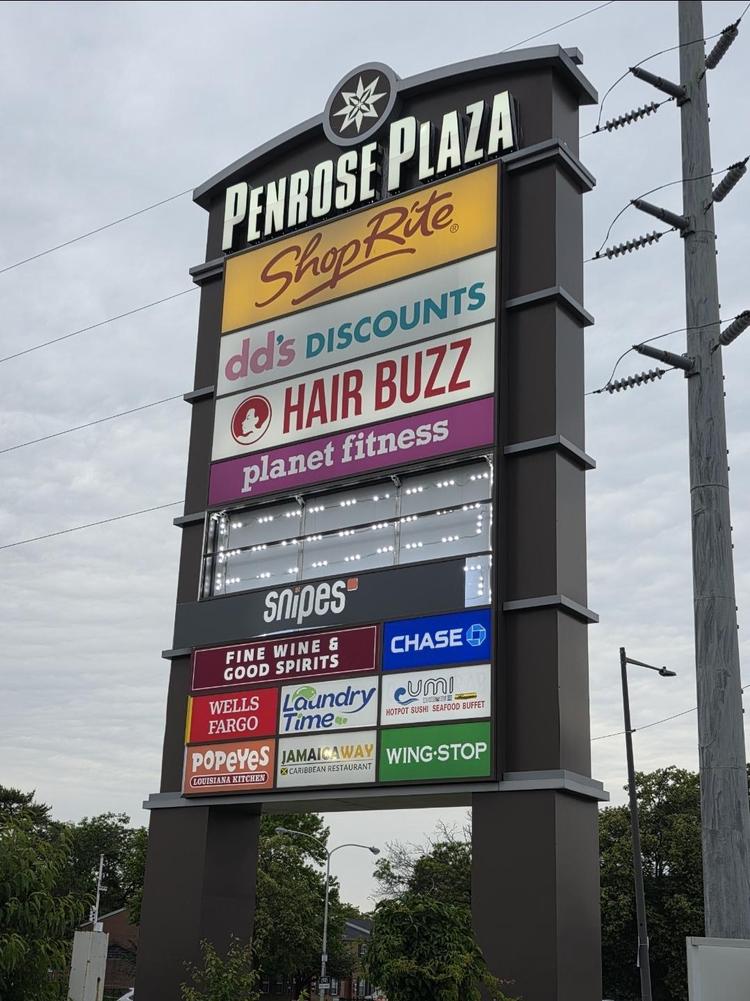 PENROSE PLAZA
ShopRite®
dd's DISCOUNTS
HAIR BUZZ
planet fitness
snipes
FINE WINE &
GOOD SPIRITS
CHASE
WELLS
FARGO
Laundry
Time
UMI
HOTPOT SUSHI SEAFOOD BUFFET
POPEYES
LOUISIANA KITCHEN
JAMAICAWAY
CARIBBEAN RESTAURANT
WING·STOP